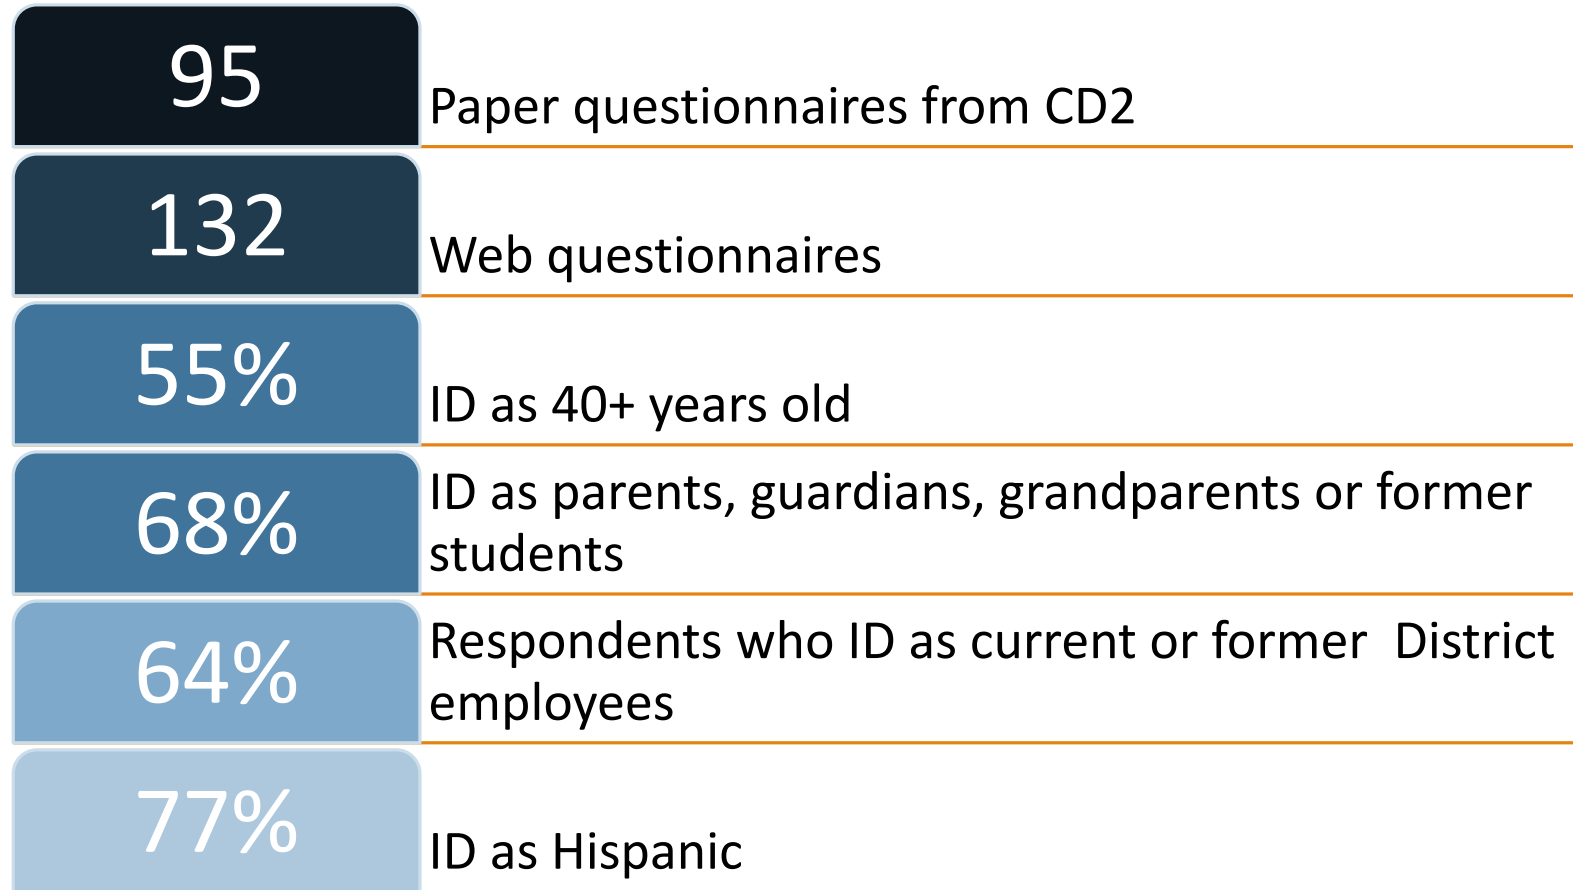 95
Paper questionnaires from CD2
132
Web questionnaires
55%
ID as 40+ years old
68%
ID as parents, guardians, grandparents or former
students
64%
Respondents who ID as current or former  District
employees
77%
ID as Hispanic